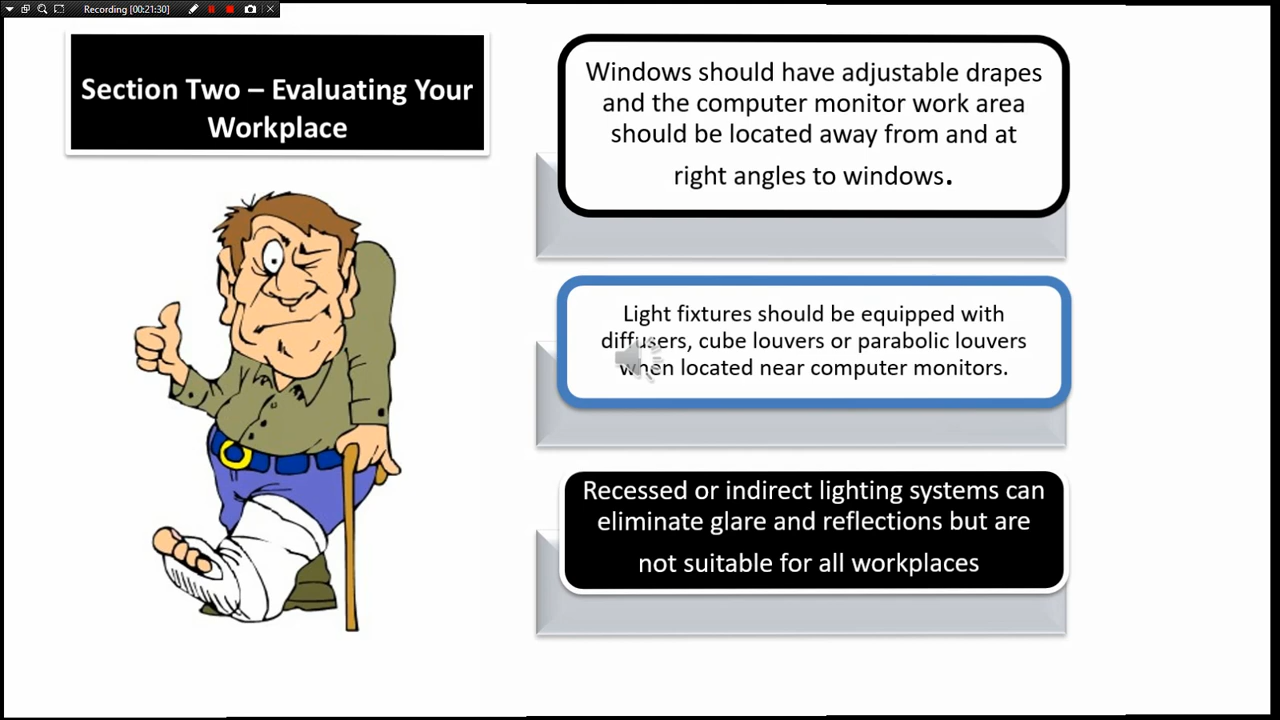 Recording [00:21:30]
Section Two – Evaluating Your
Workplace
Windows should have adjustable drapes
and the computer monitor work area
should be located away from and at
right angles to windows.
Light fixtures should be equipped with
diffusers, cube louvers or parabolic louvers
when located near computer monitors.
Recessed or indirect lighting systems can
eliminate glare and reflections but are
not suitable for all workplaces